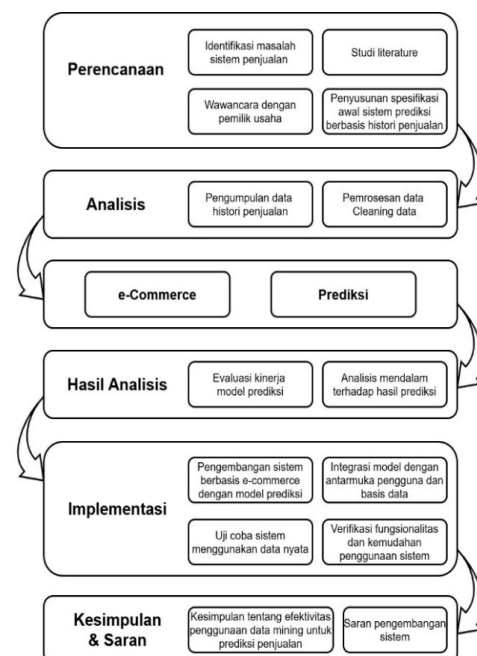 Perencanaan
Identifikasi masalah
sistem penjualan
Studi literature
Wawancara dengan
pemilik usaha
Penyusunan spesifikasi
awal sistem prediksi
berbasis histori penjualan
Analisis
Pengumpulan data
histori penjualan
Pemrosesan data
Cleaning data
e-Commerce
Prediksi
Hasil Analisis
Evaluasi kinerja
model prediksi
Analisis mendalam
terhadap hasil prediksi
Implementasi
Pengembangan sistem
berbasis e-commerce
dengan model prediksi
Integrasi model dengan
antarmuka pengguna dan
basis data
Uji coba sistem
menggunakan data nyata
Verifikasi fungsionalitas
dan kemudahan
penggunaan sistem
Kesimpulan
& Saran
Kesimpulan tentang efektivitas
penggunaan data mining untuk
prediksi penjualan
Saran pengembangan
sistem